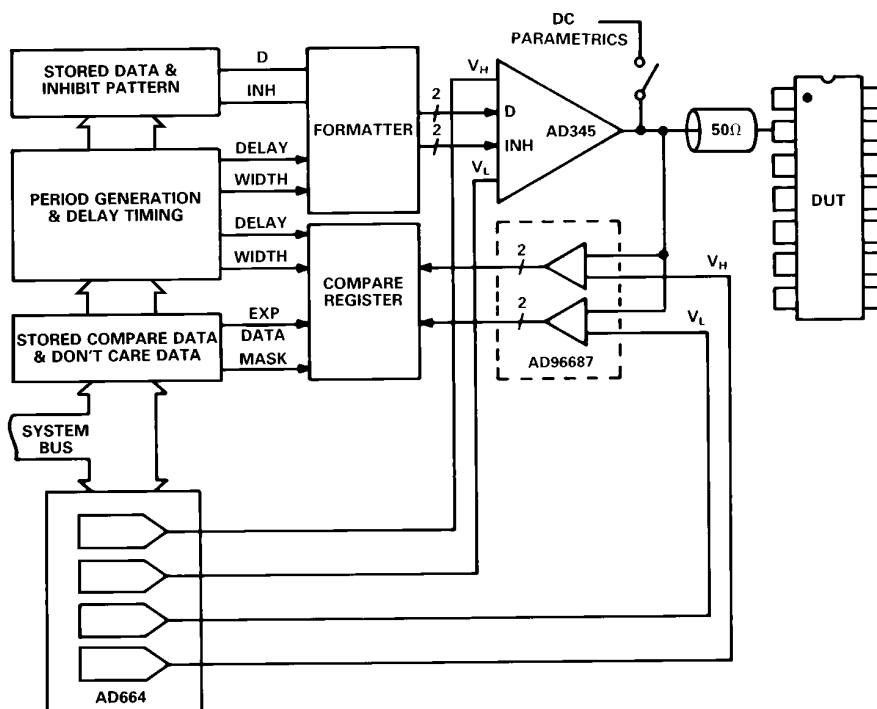 DC
PARAMETRICS
STORED DATA &
INHIBIT PATTERN
D
INH
FORMATTER
2
2
V_H
D
AD345
INH
V_L
50Ω
DUT
PERIOD GENERATION
& DELAY TIMING
DELAY
WIDTH
DELAY
WIDTH
COMPARE
REGISTER
2
2
V_H
V_L
AD96687
STORED COMPARE DATA
& DON'T CARE DATA
EXP
DATA
MASK
SYSTEM
BUS
AD664